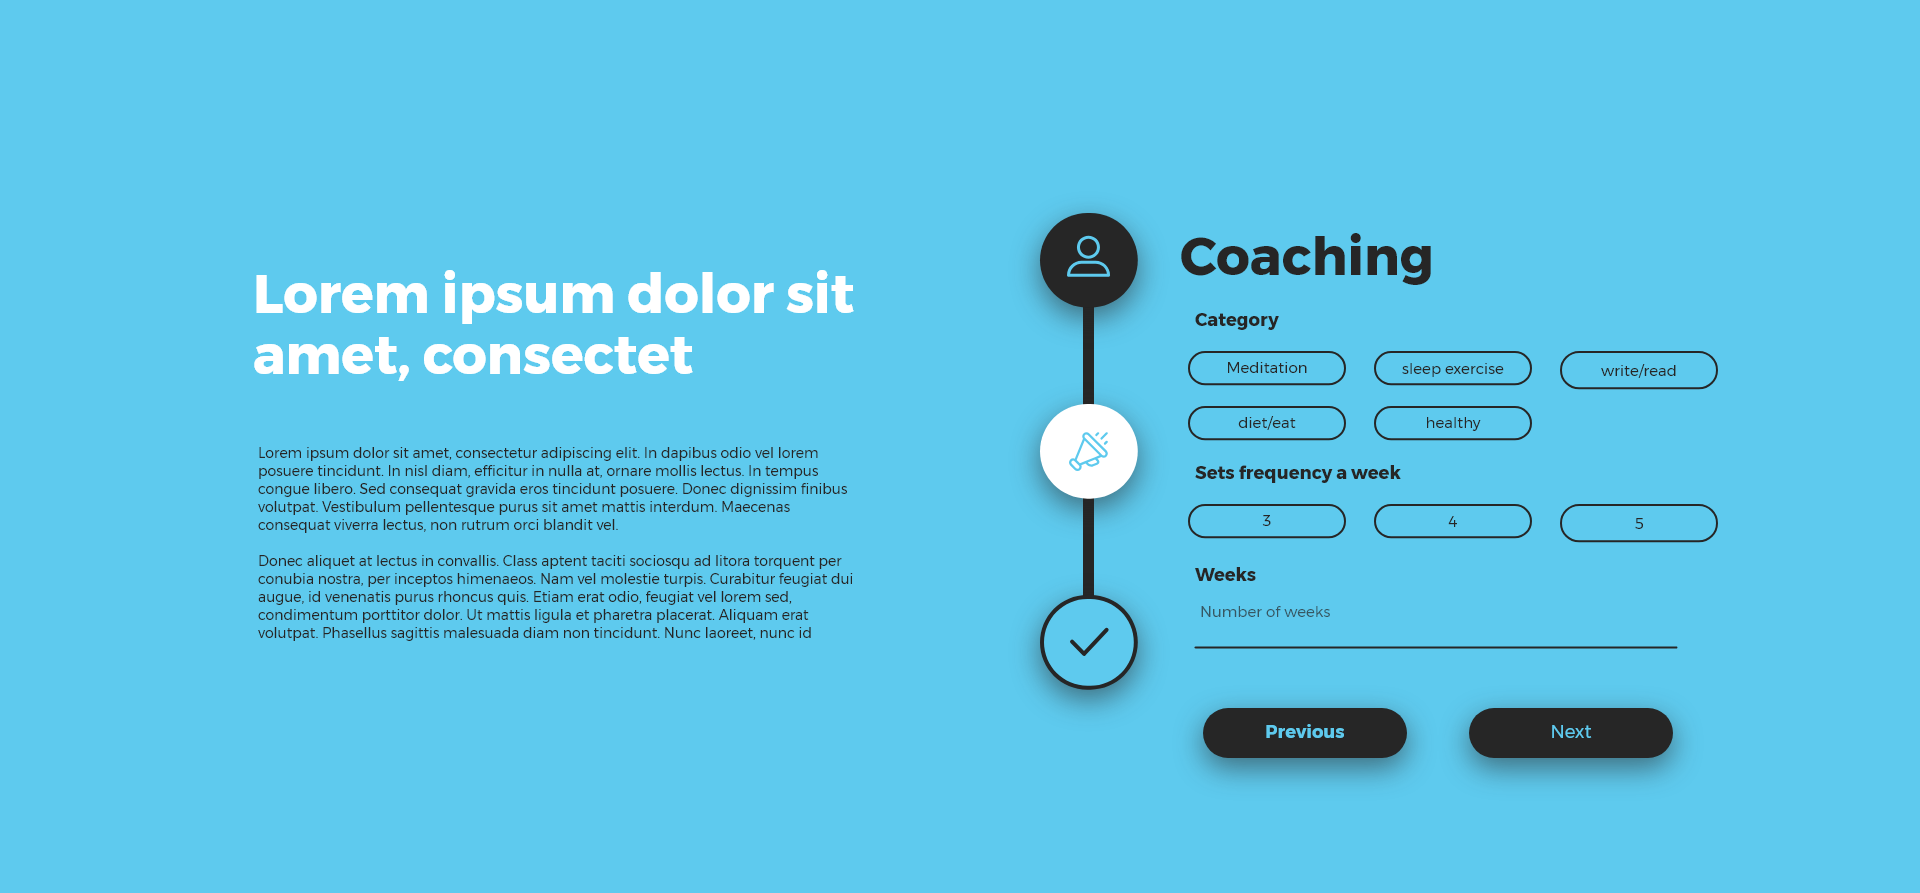 Lorem ipsum dolor sit
amet, consectet
Lorem ipsum dolor sit amet, consectetur adipiscing elit. In dapibus odio vel lorem
posuere tincidunt. In nisl diam, efficitur in nulla at, ornare mollis lectus. In tempus
congue libero. Sed consequat gravida eros tincidunt posuere. Donec dignissim finibus
volutpat. Vestibulum pellentesque purus sit amet mattis interdum. Maecenas
consequat viverra lectus, non rutrum orci blandit vel.
Donec aliquet at lectus in convallis. Class aptent taciti sociosqu ad litora torquent per
conubia nostra, per inceptos himenaeos. Nam vel molestie turpis. Curabitur feugiat dui
augue, id venenatis purus rhoncus quis. Etiam erat odio, feugiat vel lorem sed,
condimentum porttitor dolor. Ut mattis ligula et pharetra placerat. Aliquam erat
volutpat. Phasellus sagittis malesuada diam non tincidunt. Nunc laoreet, nunc id
Coaching
Category
Meditation
sleep exercise
write/read
diet/eat
healthy
Sets frequency a week
3
4
5
Weeks
Number of weeks
Previous
Next